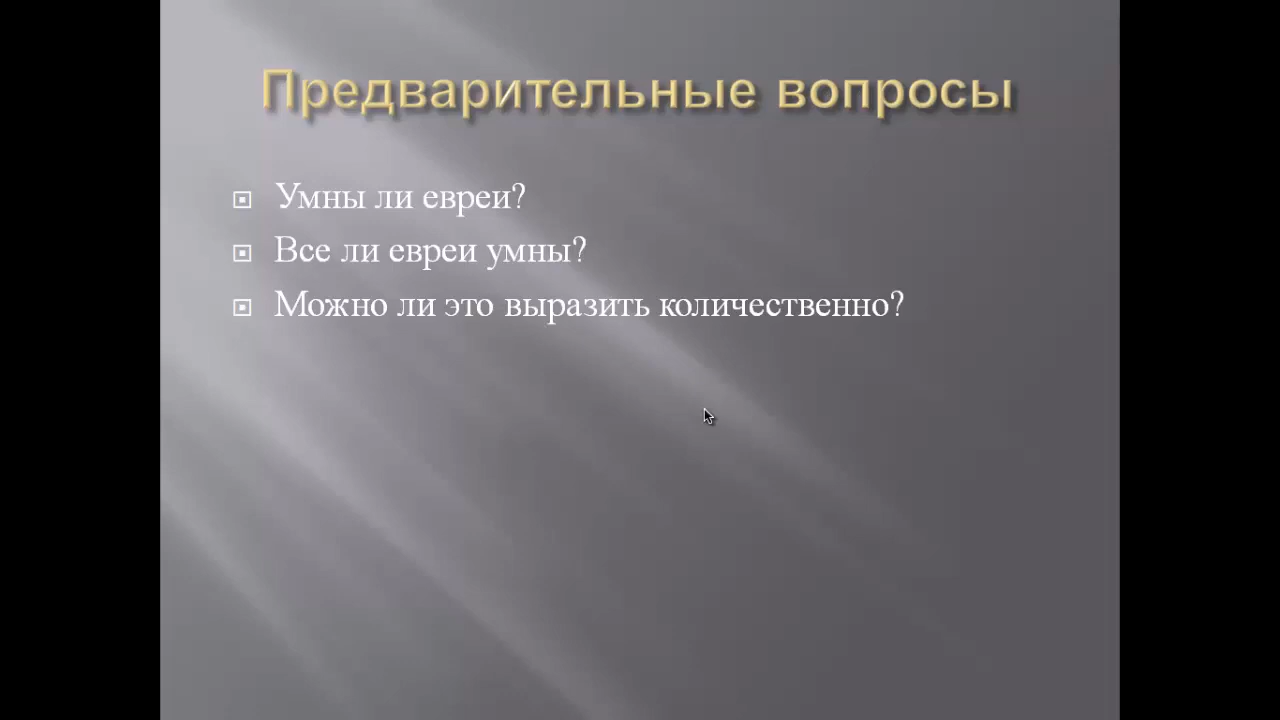 Предварительные вопросы
Умны ли евреи?
Все ли евреи умны?
Можно ли это выразить количественно?